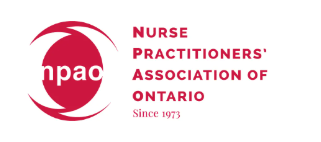 npao
NURSE
PRACTITIONERS'
ASSOCIATION OF
ONTARIO
Since 1973